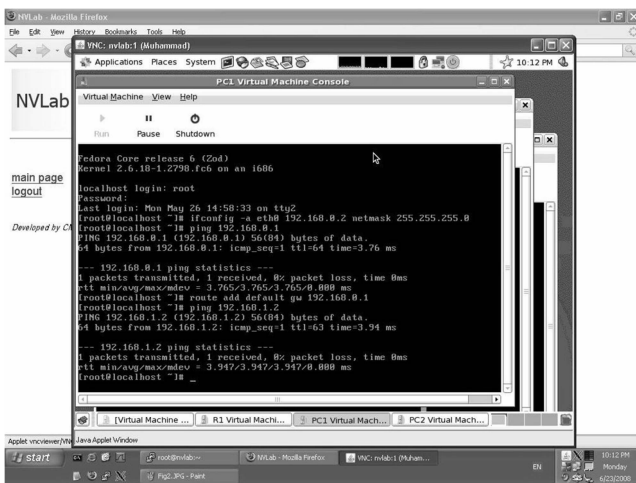 NVLab - Mozilla Firefox
File Edit View History Bookmarks Tools Help
VNC: nvlab:1 (Muhammad)
Applications Places System
10:12 PM
PC1 Virtual Machine Console
Virtual Machine View Help
Run Pause Shutdown
NVLab
main page
logout
Developed by
Fedora Core release 6 (Zod)
Kernel 2.6.18-1.2798.fc6 on an i686
localhost login: root
Password:
Last login: Mon May 26 14:58:33 on tty2
[root@localhost ~]# ifconfig -a eth0 192.168.0.2 netmask 255.255.255.0
[root@localhost ~]# ping 192.168.0.1
PING 192.168.0.1 (192.168.0.1) 56(84) bytes of data.
64 bytes from 192.168.0.1: icmp_seq=1 ttl=64 time=3.76 ms
--- 192.168.0.1 ping statistics ---
1 packets transmitted, 1 received, 0% packet loss, time 0ms
rtt min/avg/max/mdev = 3.765/3.765/3.765/0.000 ms
[root@localhost ~]# route add default gw 192.168.0.1
[root@localhost ~]# ping 192.168.1.2
PING 192.168.1.2 (192.168.1.2) 56(84) bytes of data.
64 bytes from 192.168.1.2: icmp_seq=1 ttl=63 time=3.94 ms
--- 192.168.1.2 ping statistics ---
1 packets transmitted, 1 received, 0% packet loss, time 0ms
rtt min/avg/max/mdev = 3.947/3.947/3.947/0.000 ms
[root@localhost ~]# _
[Virtual Machine ... R1 Virtual Machi... PC1 Virtual Mach... PC2 Virtual Mach...
Applet vncviewer/VN
Java Applet Window
start
root@nvlab:~
NVLab - Mozilla Firefox
VNC: nvlab:1 (Muham...
Fig2.JPG - Paint
EN
10:12 PM
Monday
6/23/2008